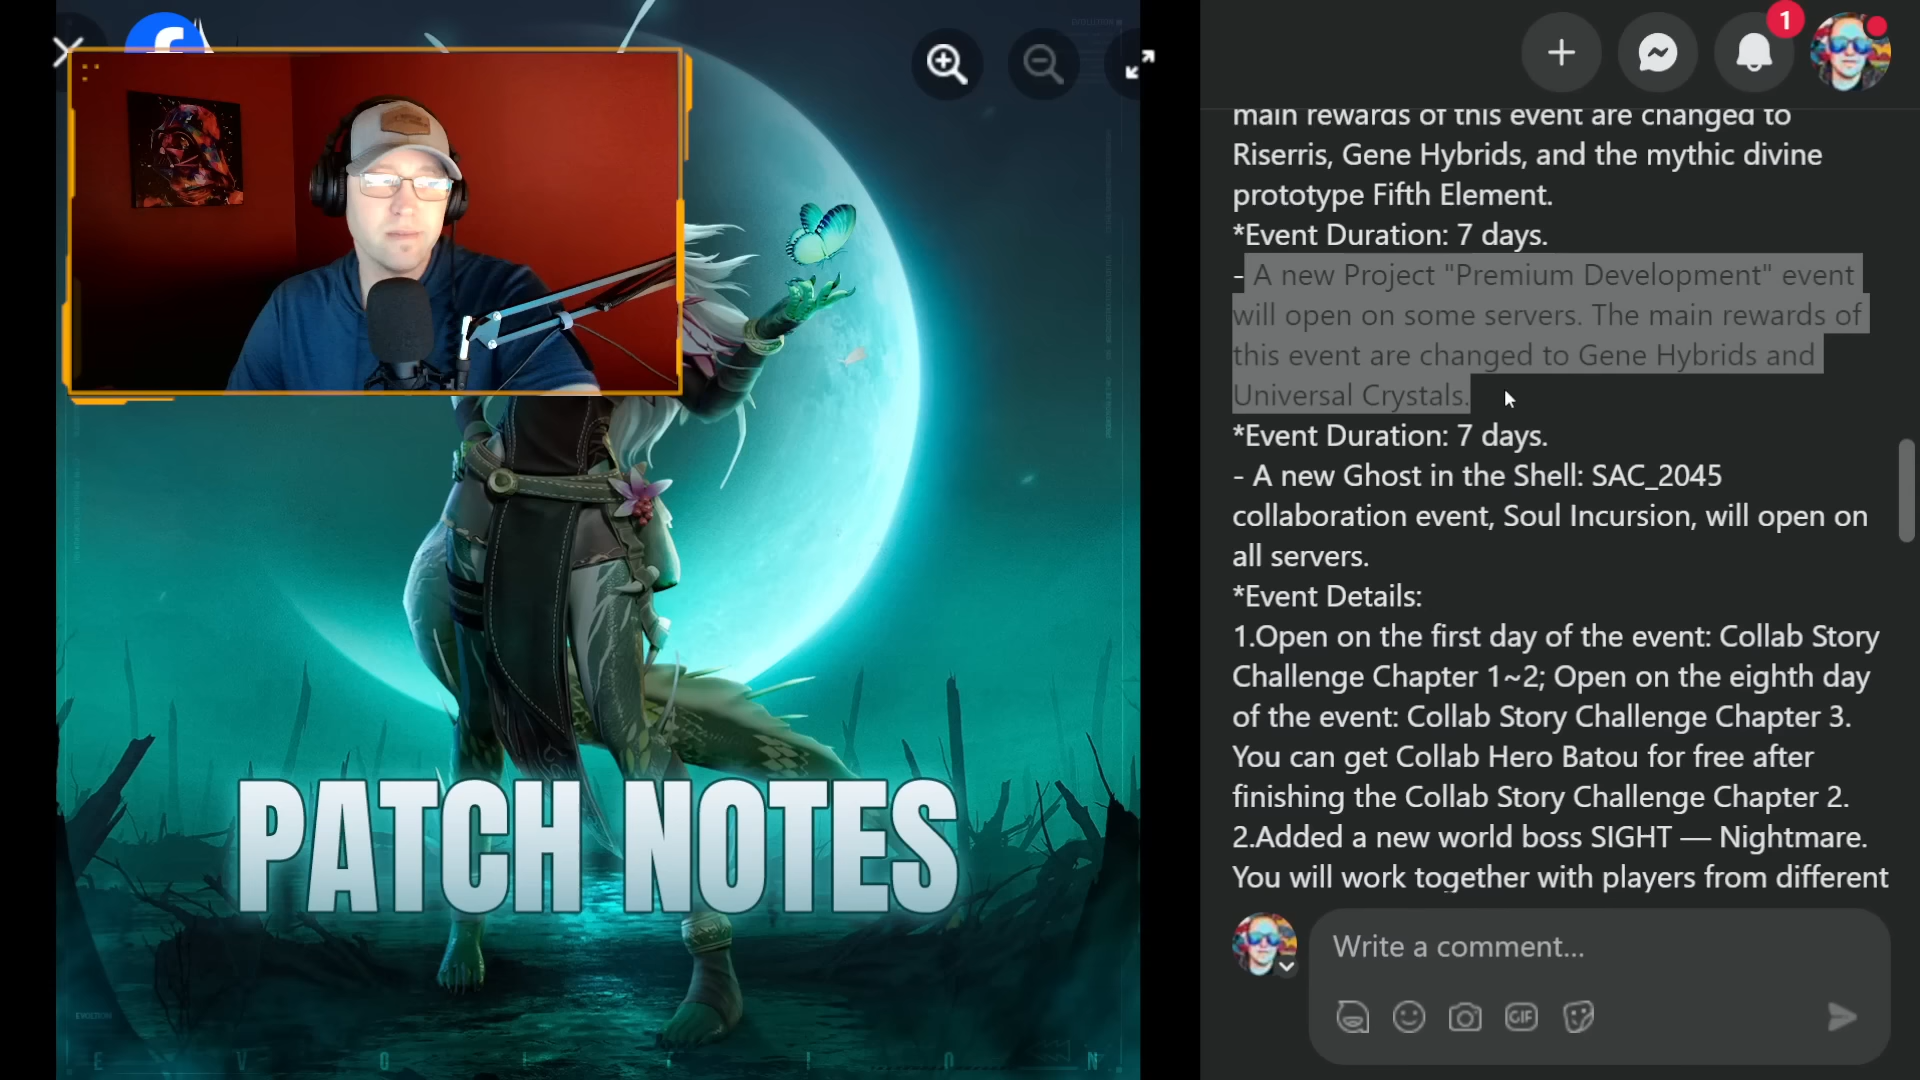 PATCH NOTES
E V O L U T I O N
1
main rewards of this event are changed to
Riserris, Gene Hybrids, and the mythic divine
prototype Fifth Element.
*Event Duration: 7 days.
- A new Project "Premium Development" event
will open on some servers. The main rewards of
this event are changed to Gene Hybrids and
Universal Crystals.
*Event Duration: 7 days.
- A new Ghost in the Shell: SAC_2045
collaboration event, Soul Incursion, will open on
all servers.
*Event Details:
1.Open on the first day of the event: Collab Story
Challenge Chapter 1~2; Open on the eighth day
of the event: Collab Story Challenge Chapter 3.
You can get Collab Hero Batou for free after
finishing the Collab Story Challenge Chapter 2.
2.Added a new world boss SIGHT — Nightmare.
You will work together with players from different
Write a comment...
GIF